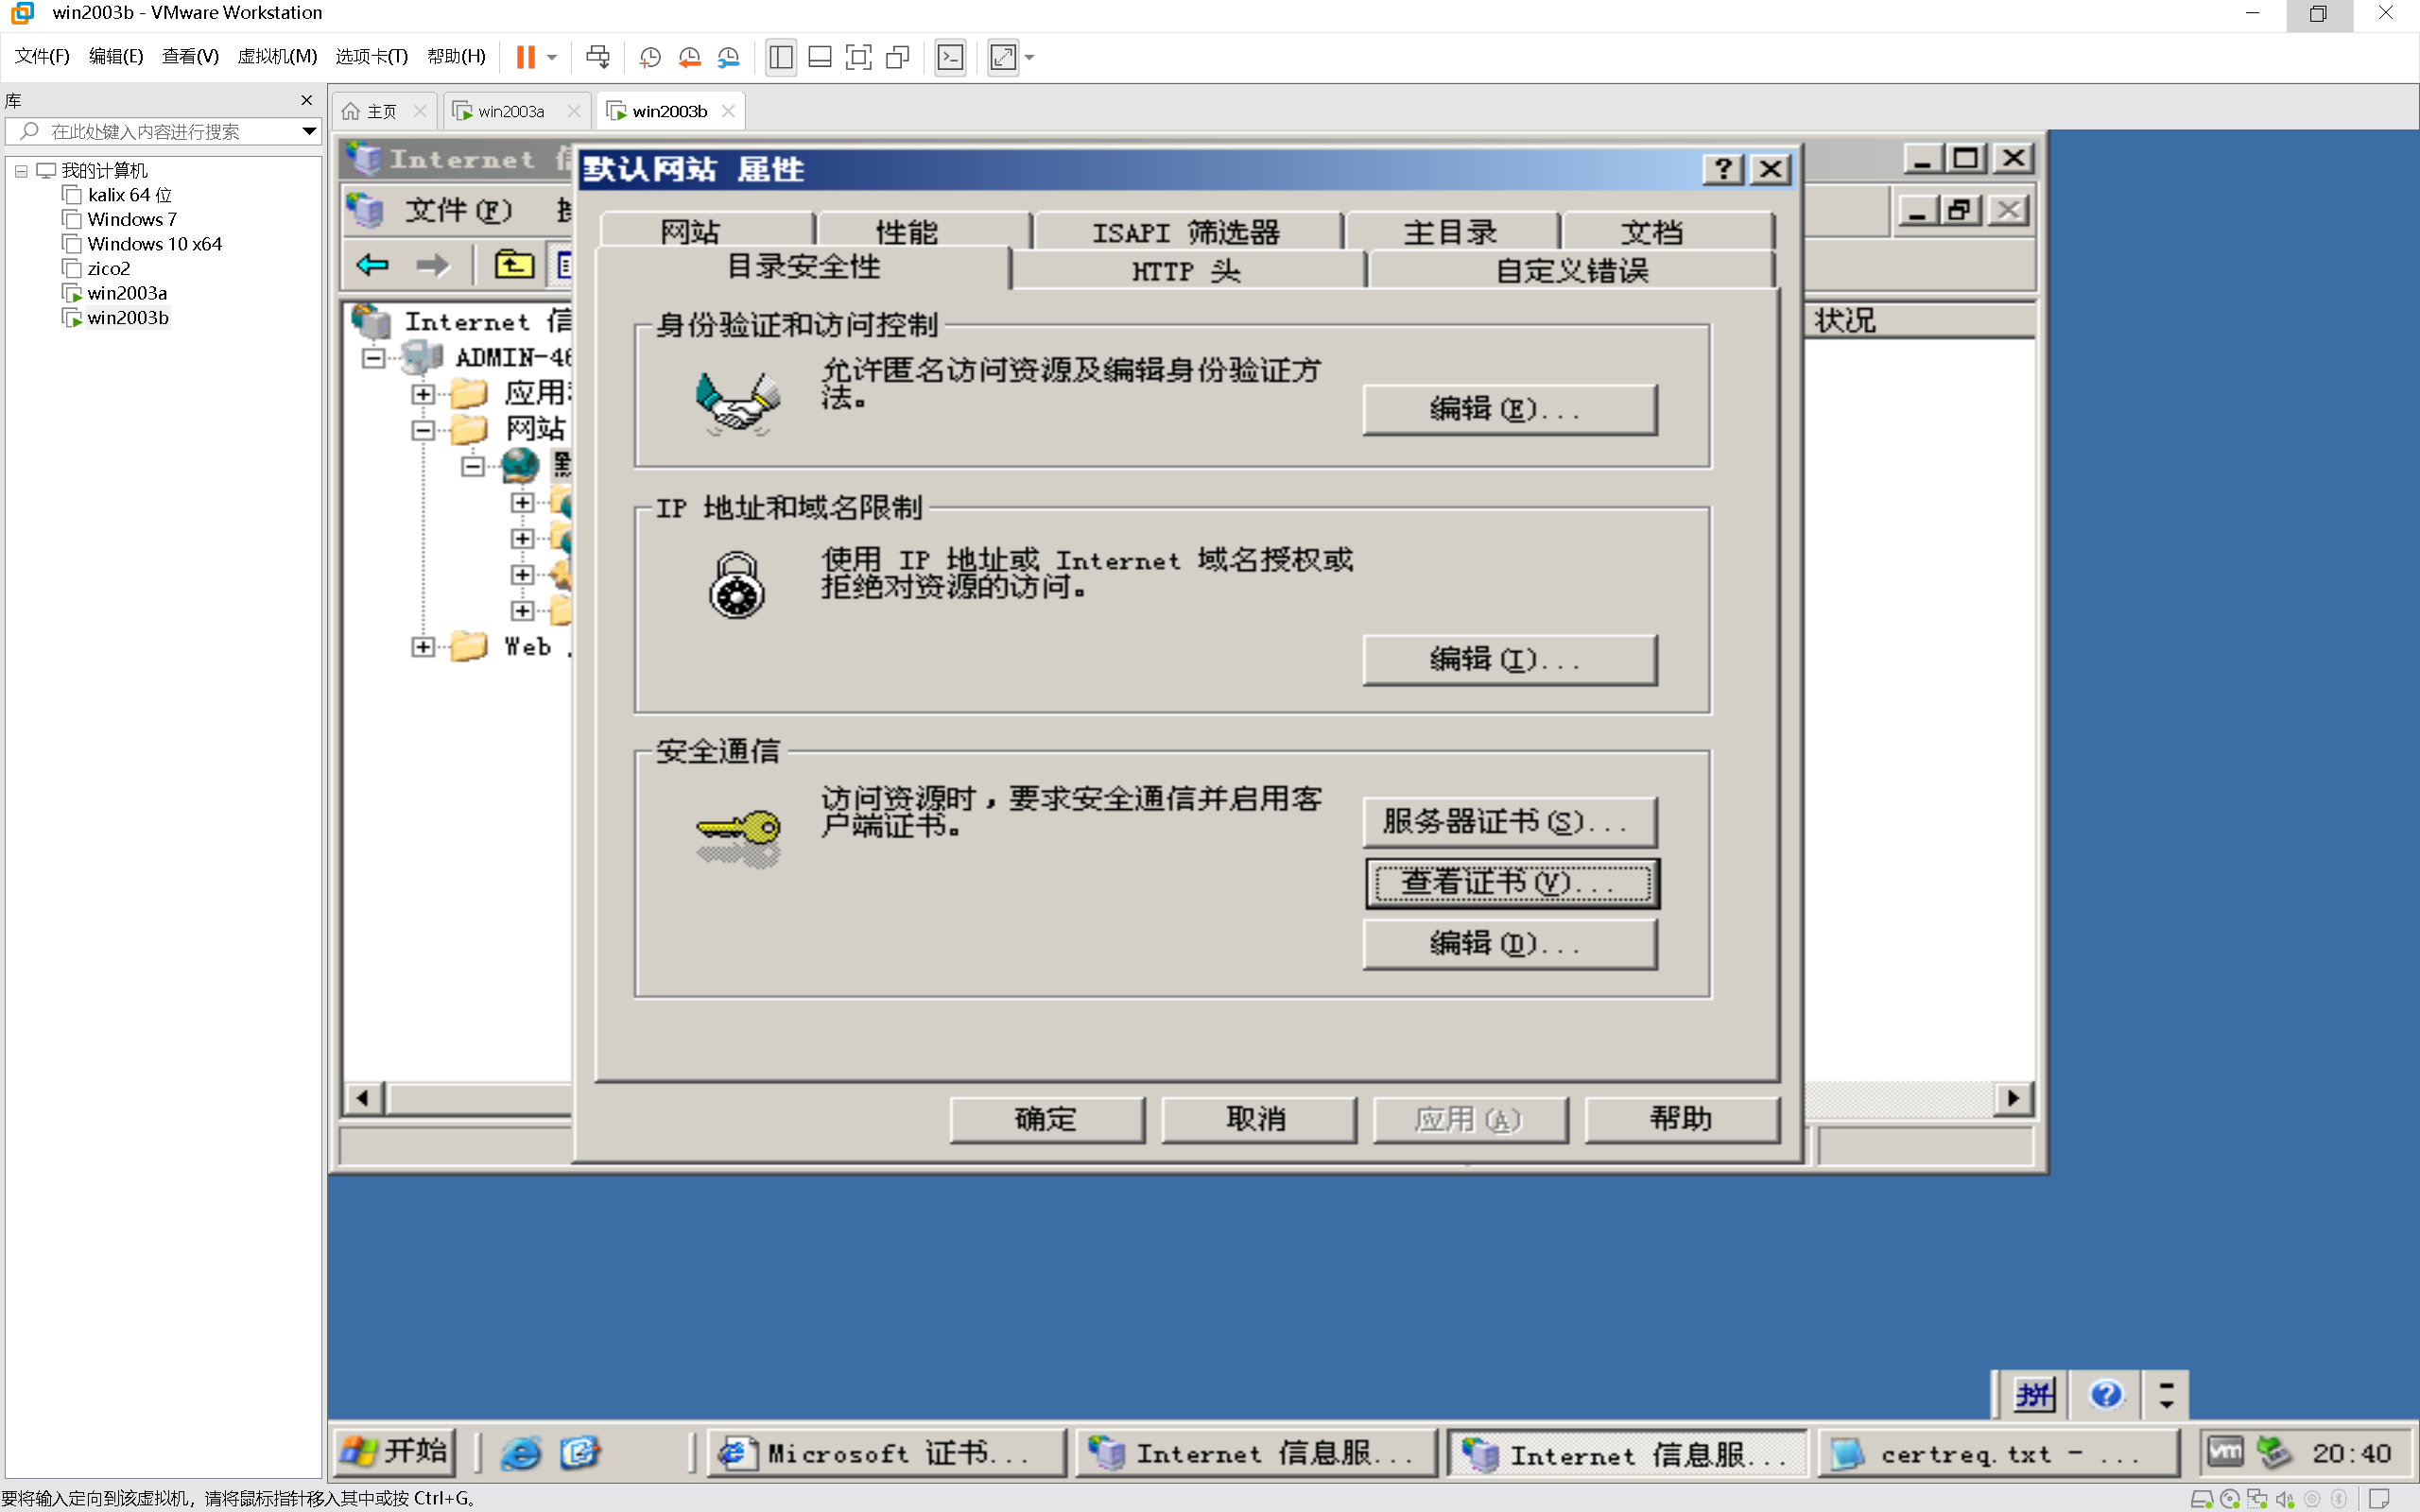 win2003b - VMware Workstation
文件(F) 编辑(E) 查看(V) 虚拟机(M) 选项卡(T) 帮助(H)
库
在此处键入内容进行搜索
我的计算机
kalix 64 位
Windows 7
Windows 10 x64
zico2
win2003a
win2003b
主页
win2003a
win2003b
Internet
文件(F)
Internet
ADMIN-46
应用
网站
Web
状况
默认网站 属性
网站 性能 ISAPI 筛选器 主目录 文档
目录安全性 HTTP 头 自定义错误
身份验证和访问控制
允许匿名访问资源及编辑身份验证方
法。
编辑(E)...
IP 地址和域名限制
使用 IP 地址或 Internet 域名授权或
拒绝对资源的访问。
编辑(I)...
安全通信
访问资源时，要求安全通信并启用客
户端证书。
服务器证书(S)...
查看证书(V)...
编辑(D)...
确定 取消 应用(A) 帮助
拼
开始
Microsoft 证书...
Internet 信息服...
Internet 信息服...
certreq.txt - ...
vm
20:40
要将输入定向到该虚拟机，请将鼠标指针移入其中或按 Ctrl+G。